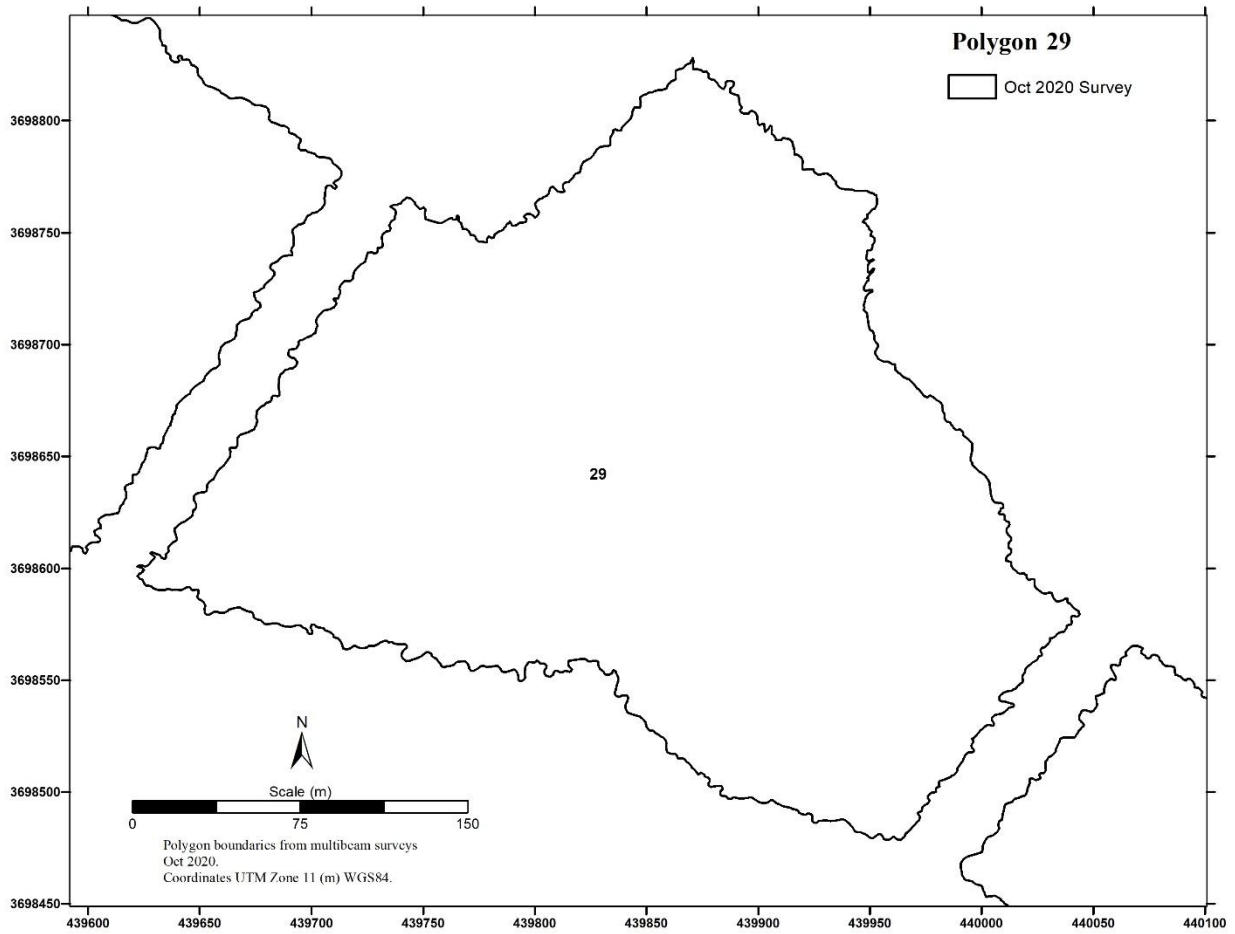 Polygon 29
Oct 2020 Survey
3698800
3698750
3698700
3698650
3698600
3698550
3698500
3698450
29
N
Scale (m)
0 75 150
Polygon boundaries from multibeam surveys
Oct 2020.
Coordinates UTM Zone 11 (m) WGS84.
439600 439650 439700 439750 439800 439850 439900 439950 440000 440050 440100